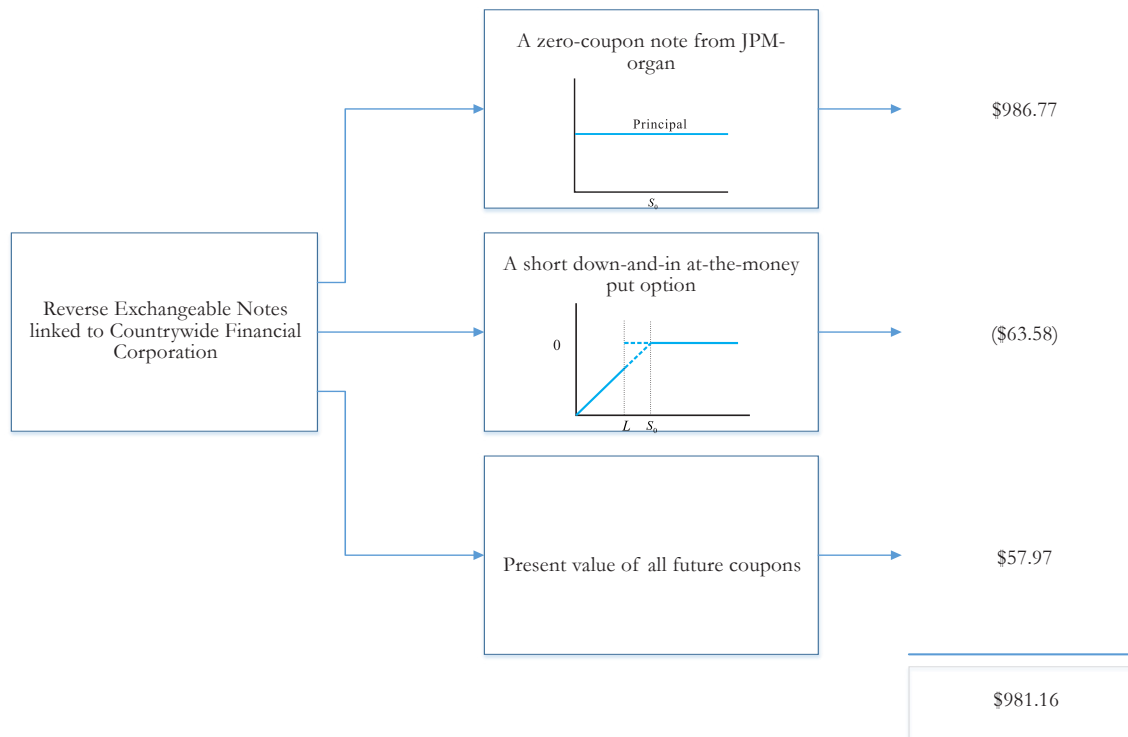 A zero-coupon note from JPM-
organ
Principal
S₀
$986.77
Reverse Exchangeable Notes
linked to Countrywide Financial
Corporation
A short down-and-in at-the-money
put option
0
L S₀
($63.58)
Present value of all future coupons
$57.97
$981.16